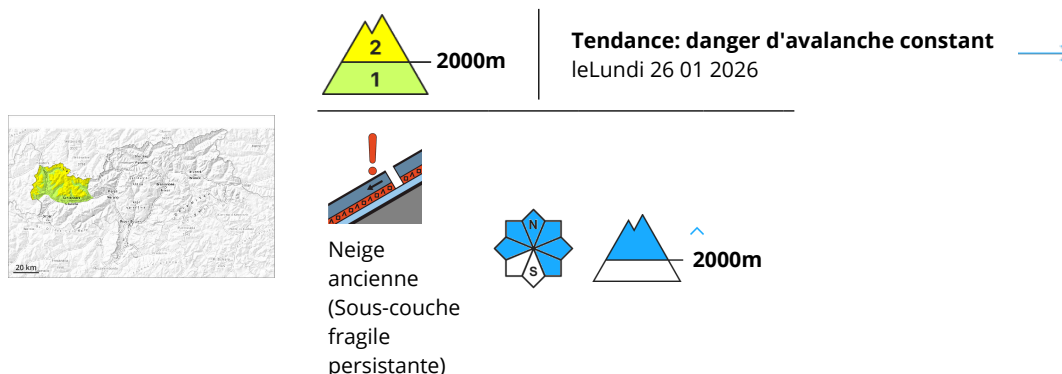 2
1
2000m
Tendance: danger d'avalanche constant
leLundi 26 01 2026
20 km
Neige
ancienne
(Sous-couche
fragile
persistante)
N
S
2000m